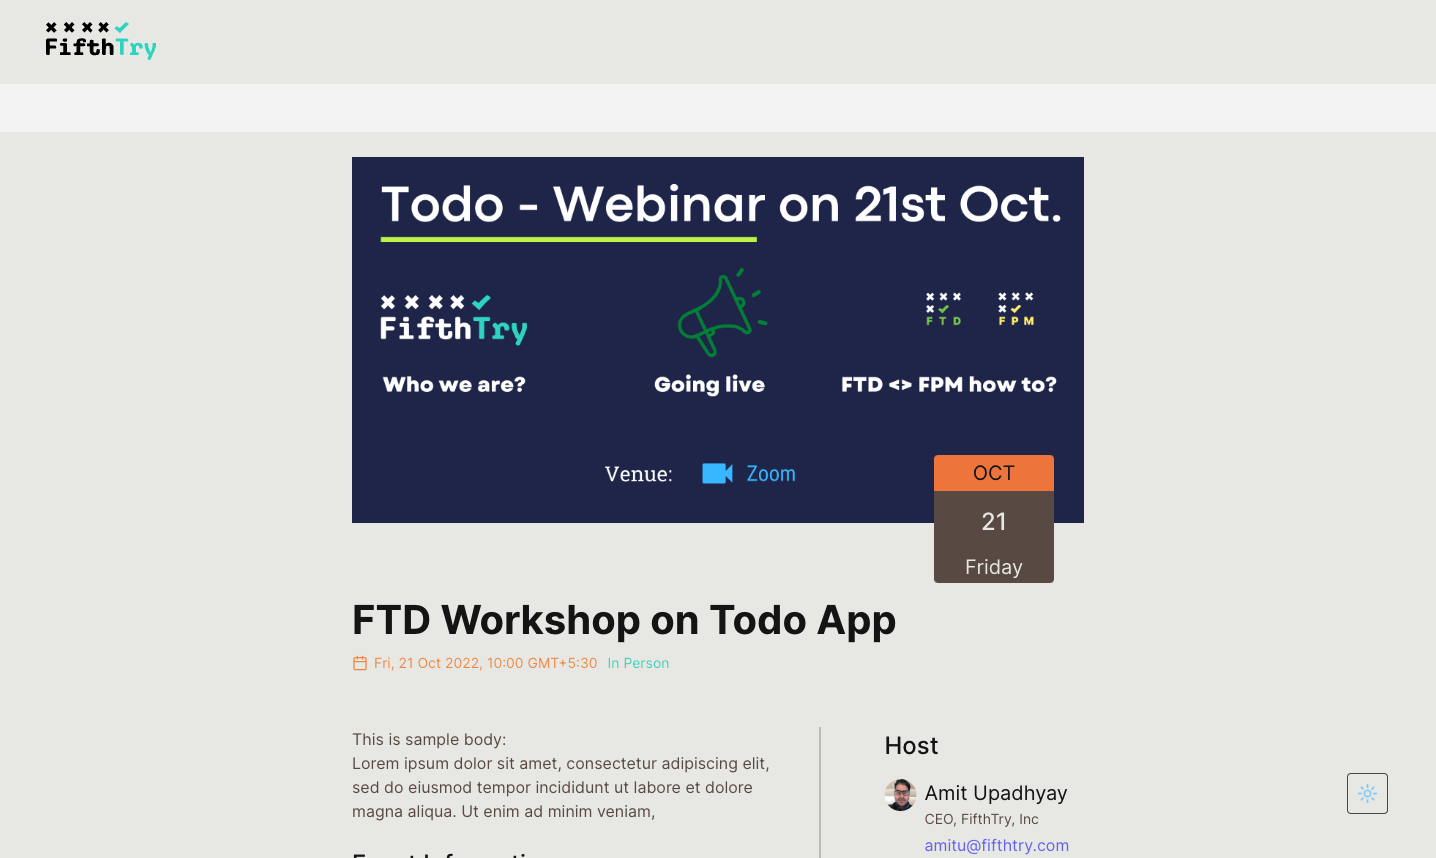 FifthTry
Todo - Webinar on 21st Oct.
FifthTry
FTD
FPM
Who we are?
Going live
FTD <> FPM how to?
Venue:
Zoom
OCT
21
Friday
FTD Workshop on Todo App
Fri, 21 Oct 2022, 10:00 GMT+5:30 In Person
This is sample body:
Lorem ipsum dolor sit amet, consectetur adipiscing elit,
sed do eiusmod tempor incididunt ut labore et dolore
magna aliqua. Ut enim ad minim veniam,
Host
Amit Upadhyay
CEO, FifthTry, Inc
amitu@fifthtry.com